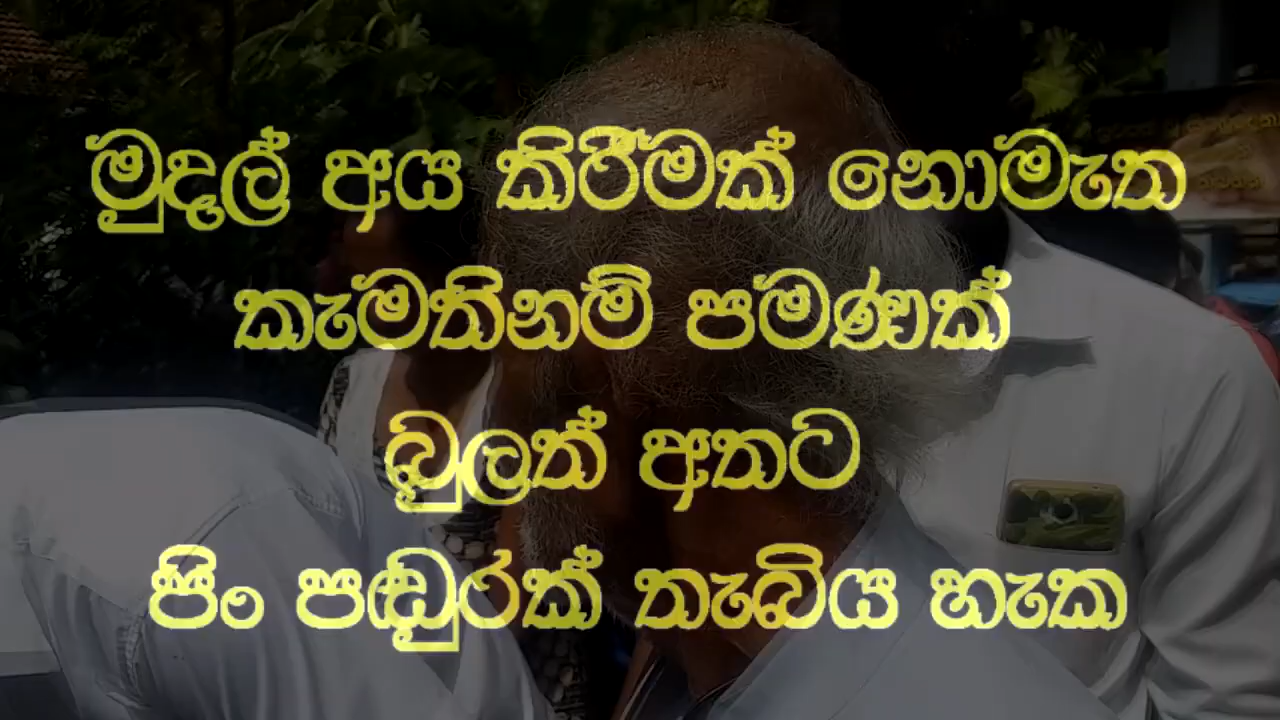 මුදල් අය කිරීමක් නොමැත
කැමතිනම් පමණක්
බුලත් අතට
පිං පඬුරක් තැබිය හැක